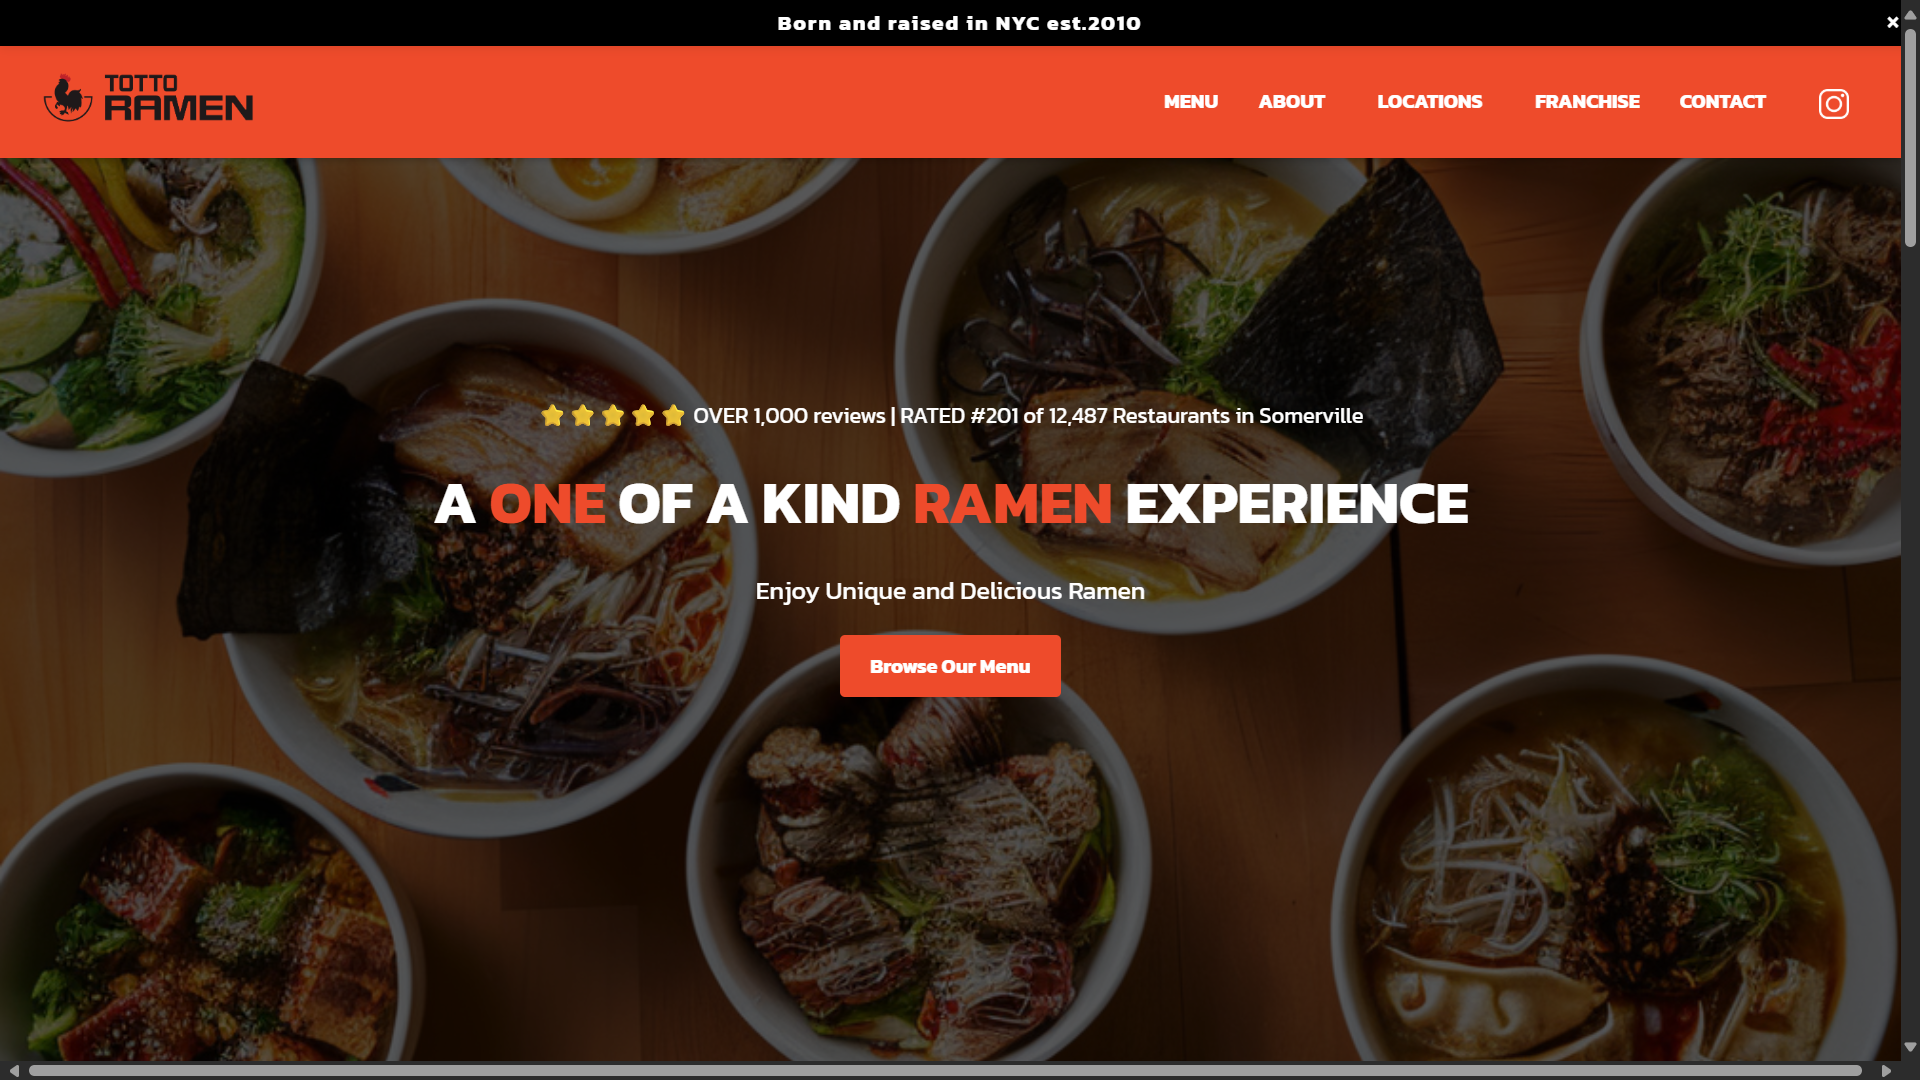 Born and raised in NYC est.2010
×
TOTTO
RAMEN
MENU ABOUT LOCATIONS FRANCHISE CONTACT
⭐⭐⭐⭐⭐ OVER 1,000 reviews | RATED #201 of 12,487 Restaurants in Somerville
A ONE OF A KIND RAMEN EXPERIENCE
Enjoy Unique and Delicious Ramen
Browse Our Menu